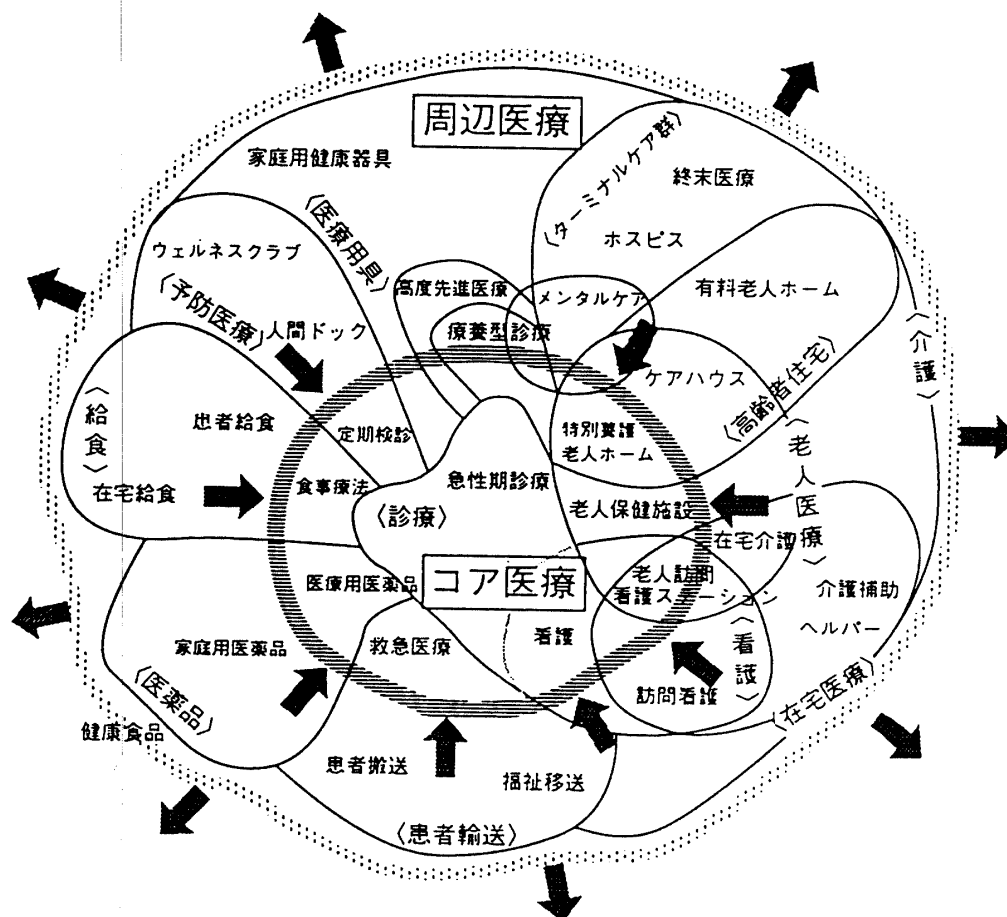 周辺医療
家庭用健康器具
〈ターミナルケア群〉
終末医療
ホスピス
〈医療用具〉
ウェルネスクラブ
〈予防医療〉
人間ドック
高度先進医療
メンタルケア
有料老人ホーム
療養型診療
〈介護〉
ケアハウス
〈高齢者住宅〉
〈給食〉
患者給食
定期検診
特別養護
老人ホーム
〈老人医療〉
在宅給食
食事療法
急性期診療
〈診療〉
老人保健施設
在宅介護
コア医療
医療用医薬品
老人訪問
看護ステーション
介護補助
ヘルパー
家庭用医薬品
救急医療
看護
〈看護〉
訪問看護
〈医薬品〉
健康食品
〈在宅医療〉
患者搬送
福祉移送
〈患者輸送〉